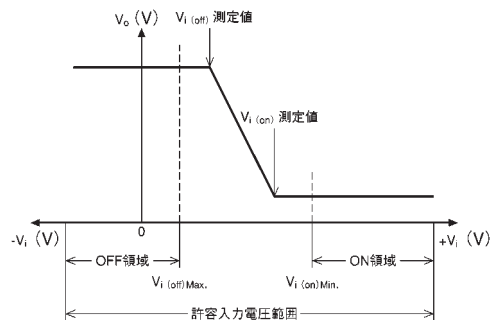 Vo (V)
Vi (off) 測定値
Vi (on) 測定値
-Vi (V)
0
+Vi (V)
OFF領域
ON領域
Vi (off) Max.
Vi (on) Min.
許容入力電圧範囲